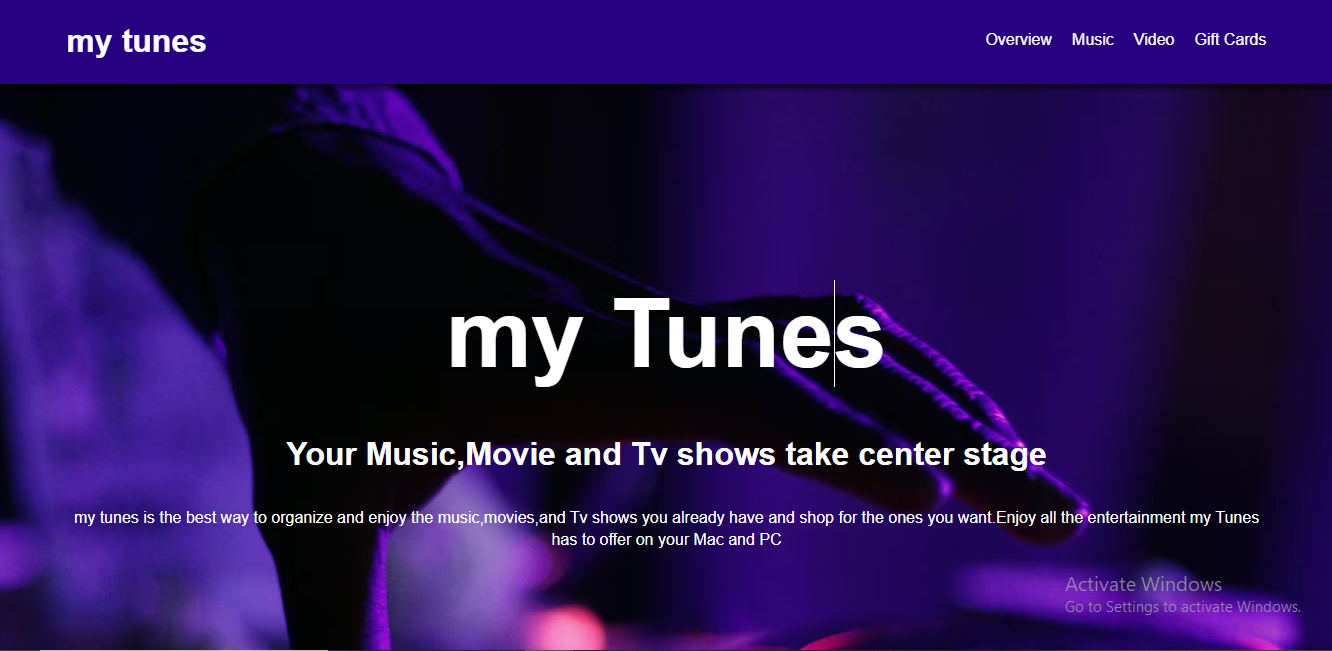 my tunes
Overview Music Video Gift Cards
my Tunes
Your Music,Movie and Tv shows take center stage
my tunes is the best way to organize and enjoy the music,movies,and Tv shows you already have and shop for the ones you want.Enjoy all the entertainment my Tunes
has to offer on your Mac and PC
Activate Windows
Go to Settings to activate Windows.